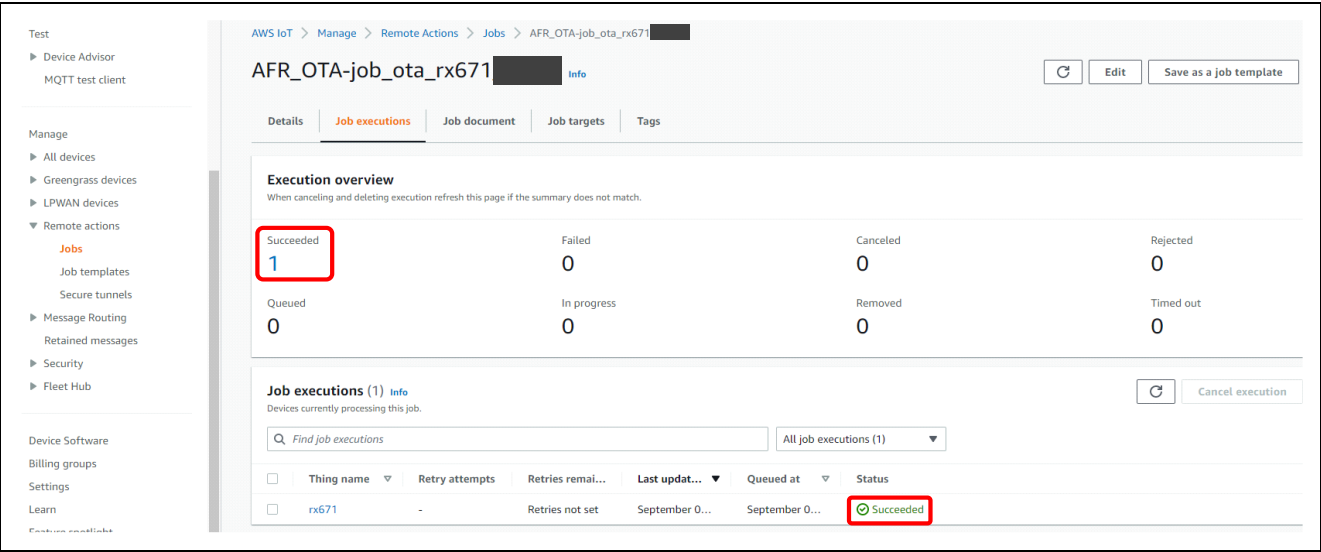 Test
Device Advisor
MQTT test client
Manage
All devices
Greengrass devices
LPWAN devices
Remote actions
Jobs
Job templates
Secure tunnels
Message Routing
Retained messages
Security
Fleet Hub
Device Software
Billing groups
Settings
Learn
Feature spotlight
AWS IoT > Manage > Remote Actions > Jobs > AFR_OTA-job_ota_rx671
AFR_OTA-job_ota_rx671 Info
Edit Save as a job template
Details Job executions Job document Job targets Tags
Execution overview
When canceling and deleting execution refresh this page if the summary does not match.
Succeeded Failed Canceled Rejected
1 0 0 0
Queued In progress Removed Timed out
0 0 0 0
Job executions (1) Info
Cancel execution
Devices currently processing this job.
Find job executions All job executions (1)
Thing name Retry attempts Retries remai... Last updat... Queued at Status
rx671 - Retries not set September 0... September 0... Succeeded